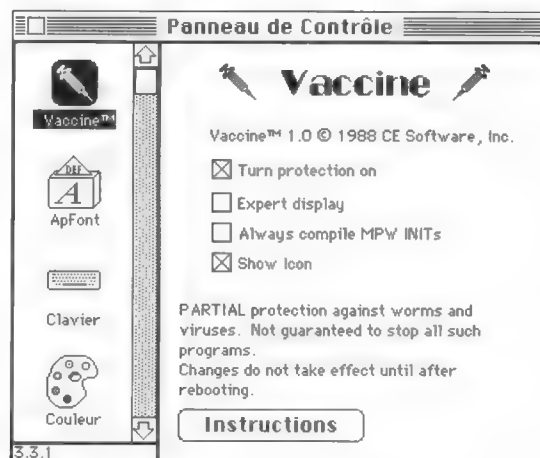 Panneau de Contrôle
Vaccine™
DEF
A
ApFont
Clavier
Couleur
3.3.1
Vaccine
Vaccine™ 1.0 © 1988 CE Software, Inc.
Turn protection on
Expert display
Always compile MPW INITs
Show Icon
PARTIAL protection against worms and
viruses. Not guaranteed to stop all such
programs.
Changes do not take effect until after
rebooting.
Instructions